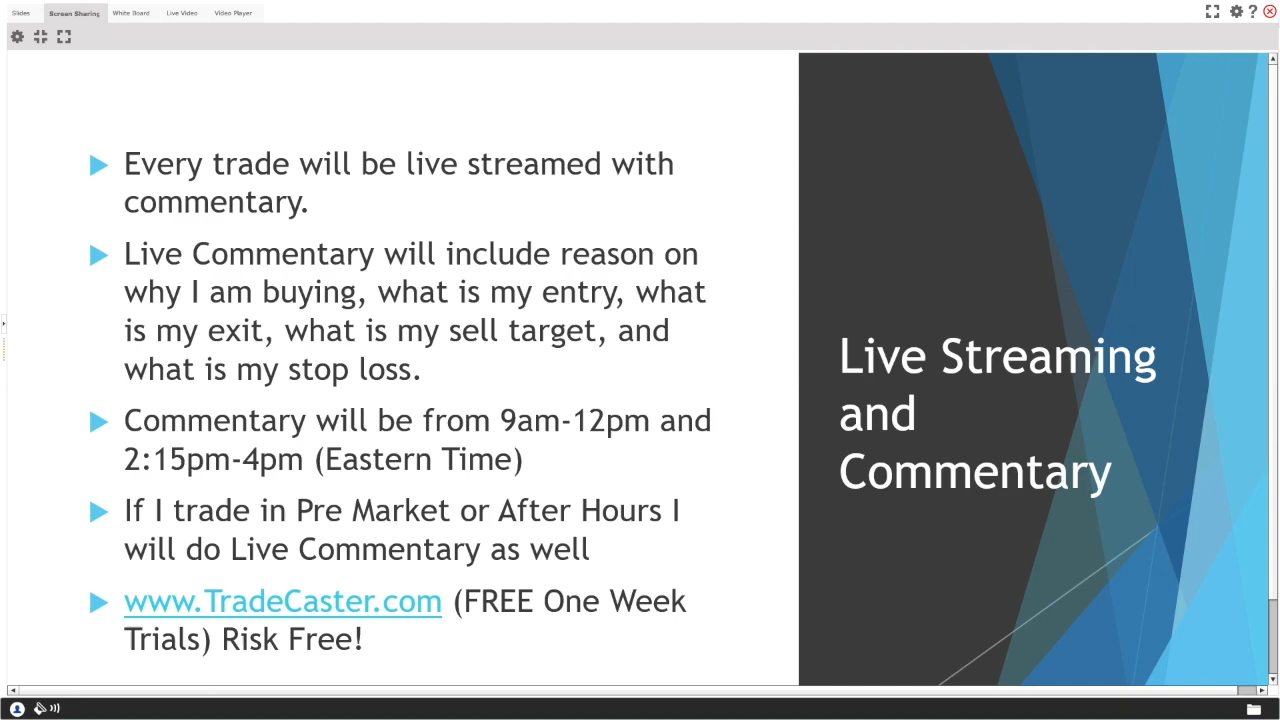 Slides Screen Sharing White Board Live Video Video Player
Every trade will be live streamed with
commentary.
Live Commentary will include reason on
why I am buying, what is my entry, what
is my exit, what is my sell target, and
what is my stop loss.
Commentary will be from 9am-12pm and
2:15pm-4pm (Eastern Time)
If I trade in Pre Market or After Hours I
will do Live Commentary as well
www.TradeCaster.com (FREE One Week
Trials) Risk Free!
Live Streaming
and
Commentary